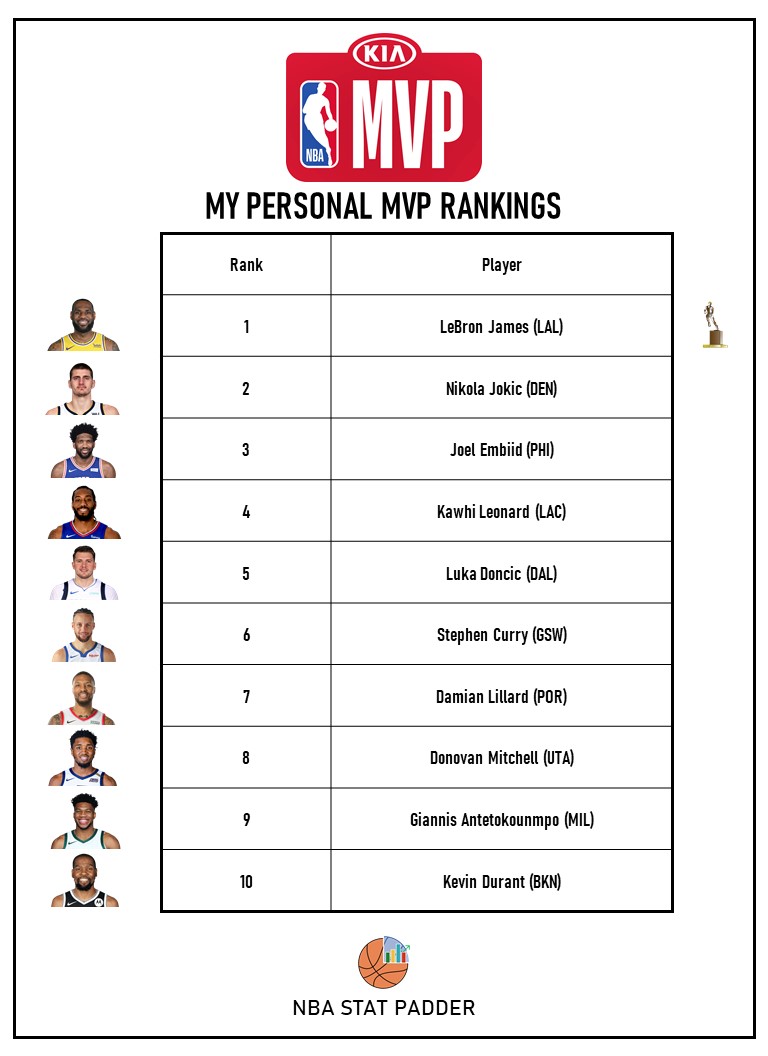 KIA
MVP
NBA
MY PERSONAL MVP RANKINGS
Rank Player
1 LeBron James (LAL)
2 Nikola Jokic (DEN)
3 Joel Embiid (PHI)
4 Kawhi Leonard (LAC)
5 Luka Doncic (DAL)
6 Stephen Curry (GSW)
7 Damian Lillard (POR)
8 Donovan Mitchell (UTA)
9 Giannis Antetokounmpo (MIL)
10 Kevin Durant (BKN)
NBA STAT PADDER